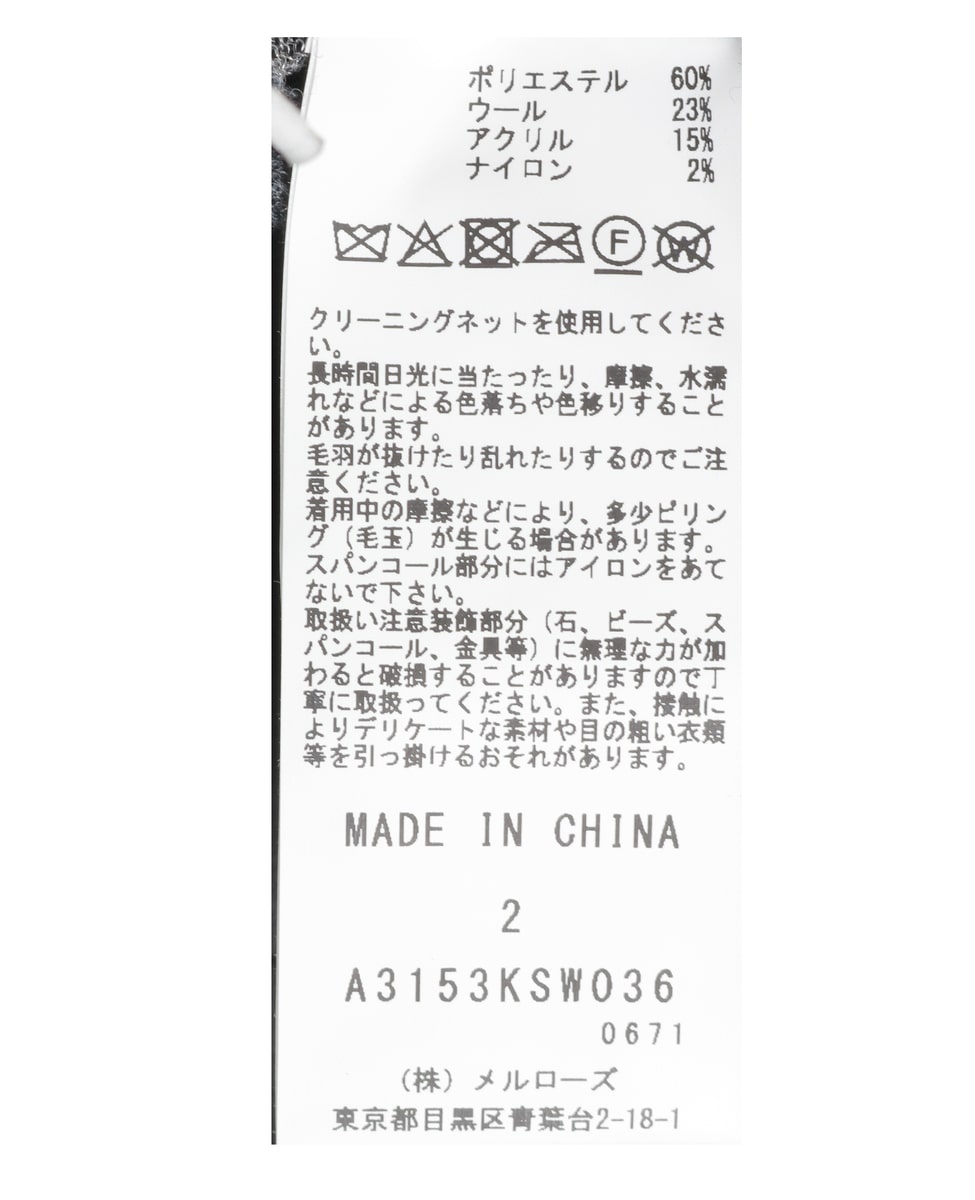 ポリエステル 60%
ウール 23%
アクリル 15%
ナイロン 2%
F W
クリーニングネットを使用してくださ
い。
長時間日光に当たったり、摩擦、水濡
れなどによる色落ちや色移りすること
があります。
毛羽が抜けたり乱れたりするのでご注
意ください。
着用中の摩擦などにより、多少ピリン
グ（毛玉）が生じる場合があります。
スパンコール部分にはアイロンをあて
ないで下さい。
取扱い注意装飾部分（石、ビーズ、ス
パンコール、金具等）に無理な力が加
わると破損することがありますので丁
寧に取扱ってください。また、接触に
よりデリケートな素材や目の粗い衣類
等を引っ掛けるおそれがあります。
MADE IN CHINA
2
A3153KSW036
0671
（株）メルローズ
東京都目黒区青葉台2-18-1